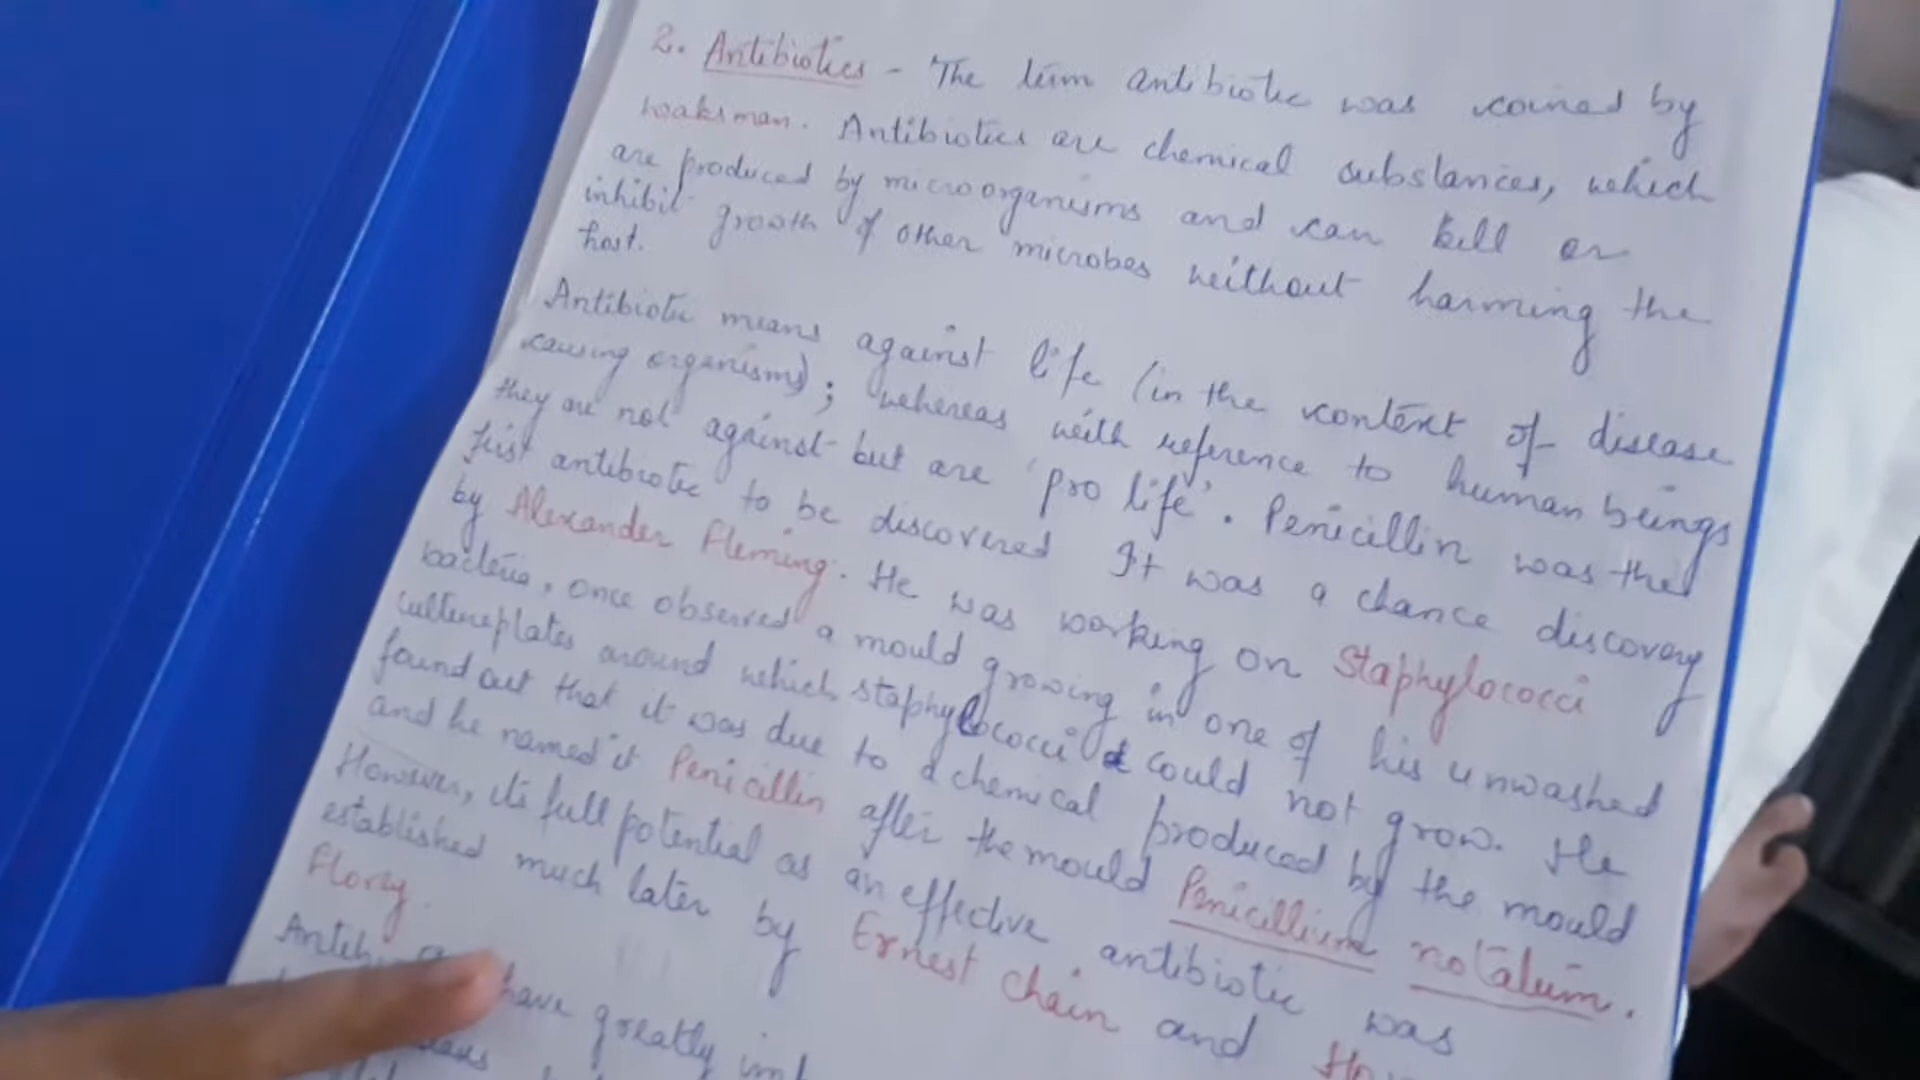 2. Antibiotics - The term antibiotic was coined by
Waksman. Antibiotics are chemical substances, which
are produced by microorganisms and can kill or
inhibit growth of other microbes without harming the
host.
Antibiotic means against life (in the context of disease
causing organisms); whereas with reference to human beings
they are not against but are 'pro life'. Penicillin was the
first antibiotic to be discovered It was a chance discovery
by Alexander Fleming. He was working on Staphylococci
bacteria, once observed a mould growing in one of his unwashed
cultureplates around which staphylococci could not grow. He
found out that it was due to a chemical produced by the mould
and he named it Penicillin after the mould Penicillium notatum.
However, its full potential as an effective antibiotic was
established much later by Ernest chain and
Florey.
have greatly